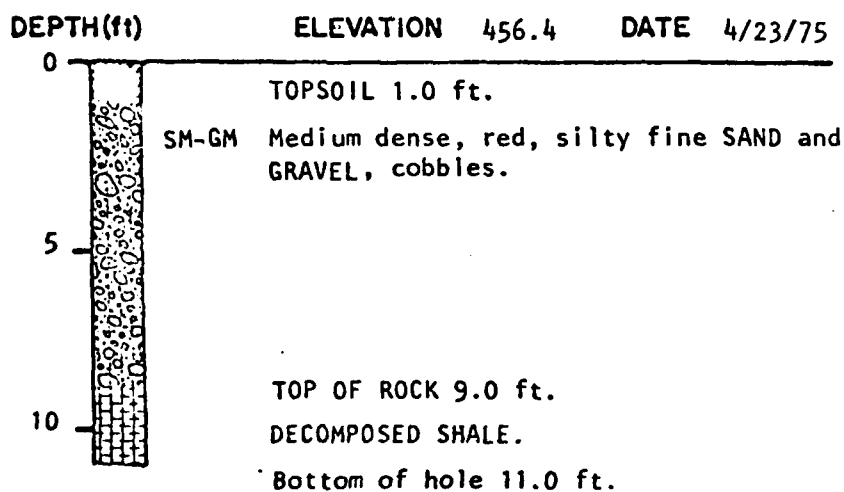 DEPTH(ft) ELEVATION 456.4 DATE 4/23/75
0
TOPSOIL 1.0 ft.
SM-GM Medium dense, red, silty fine SAND and
GRAVEL, cobbles.
5
TOP OF ROCK 9.0 ft.
10
DECOMPOSED SHALE.
Bottom of hole 11.0 ft.